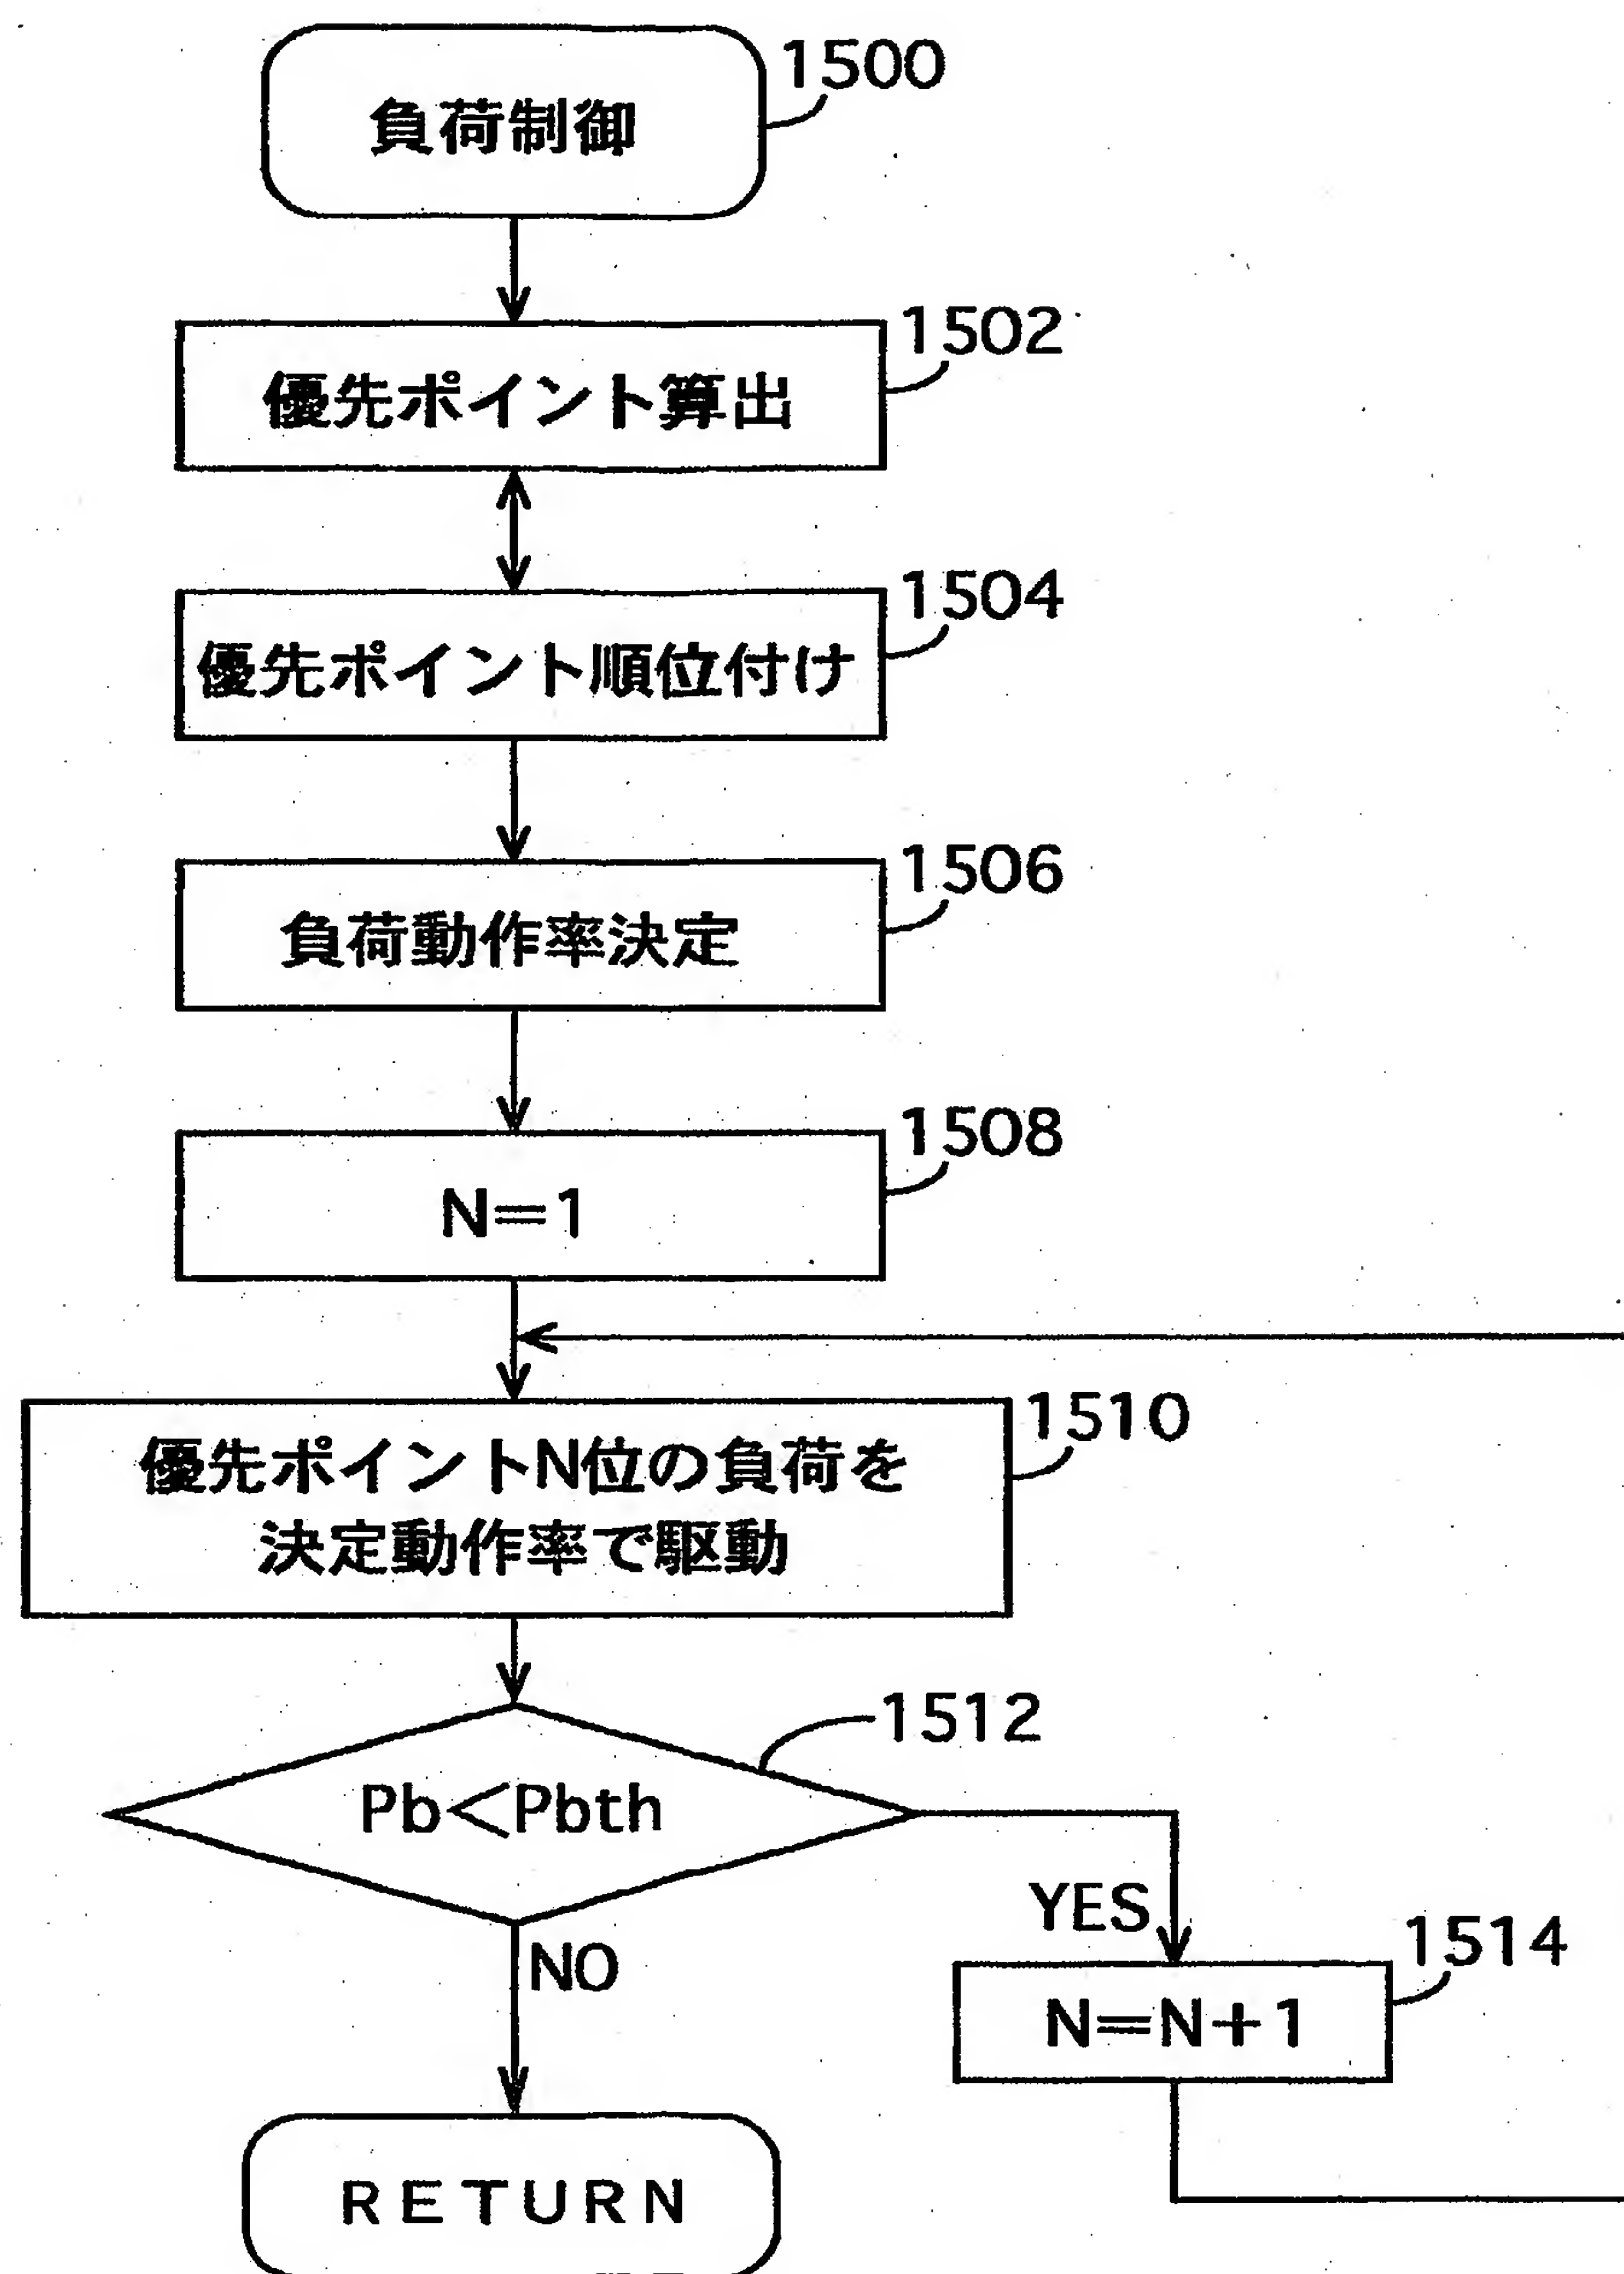 負荷制御
1500
優先ポイント算出
1502
優先ポイント順位付け
1504
負荷動作率決定
1506
N=1
1508
優先ポイントN位の負荷を
決定動作率で駆動
1510
Pb<Pbth
1512
YES
NO
N=N+1
1514
RETURN